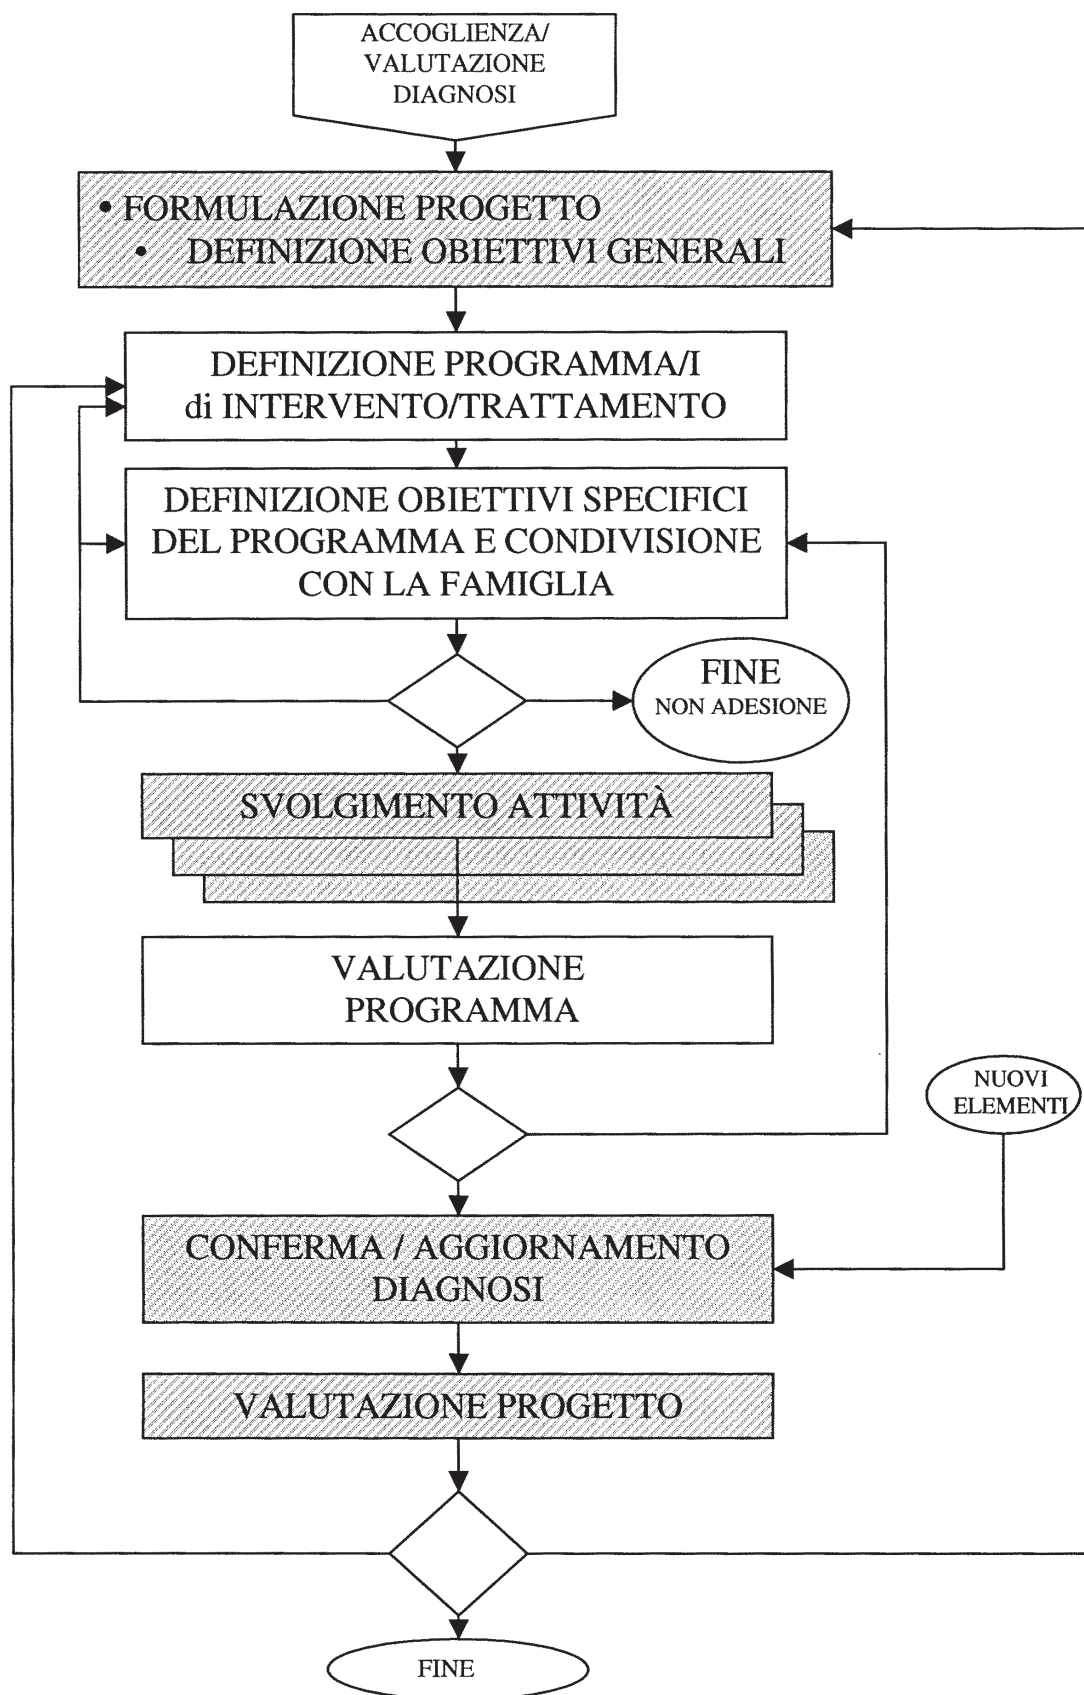 ACCOGLIENZA/
VALUTAZIONE
DIAGNOSI
• FORMULAZIONE PROGETTO
• DEFINIZIONE OBIETTIVI GENERALI
DEFINIZIONE PROGRAMMA/I
di INTERVENTO/TRATTAMENTO
DEFINIZIONE OBIETTIVI SPECIFICI
DEL PROGRAMMA E CONDIVISIONE
CON LA FAMIGLIA
FINE
NON ADESIONE
SVOLGIMENTO ATTIVITÀ
VALUTAZIONE
PROGRAMMA
NUOVI
ELEMENTI
CONFERMA / AGGIORNAMENTO
DIAGNOSI
VALUTAZIONE PROGETTO
FINE